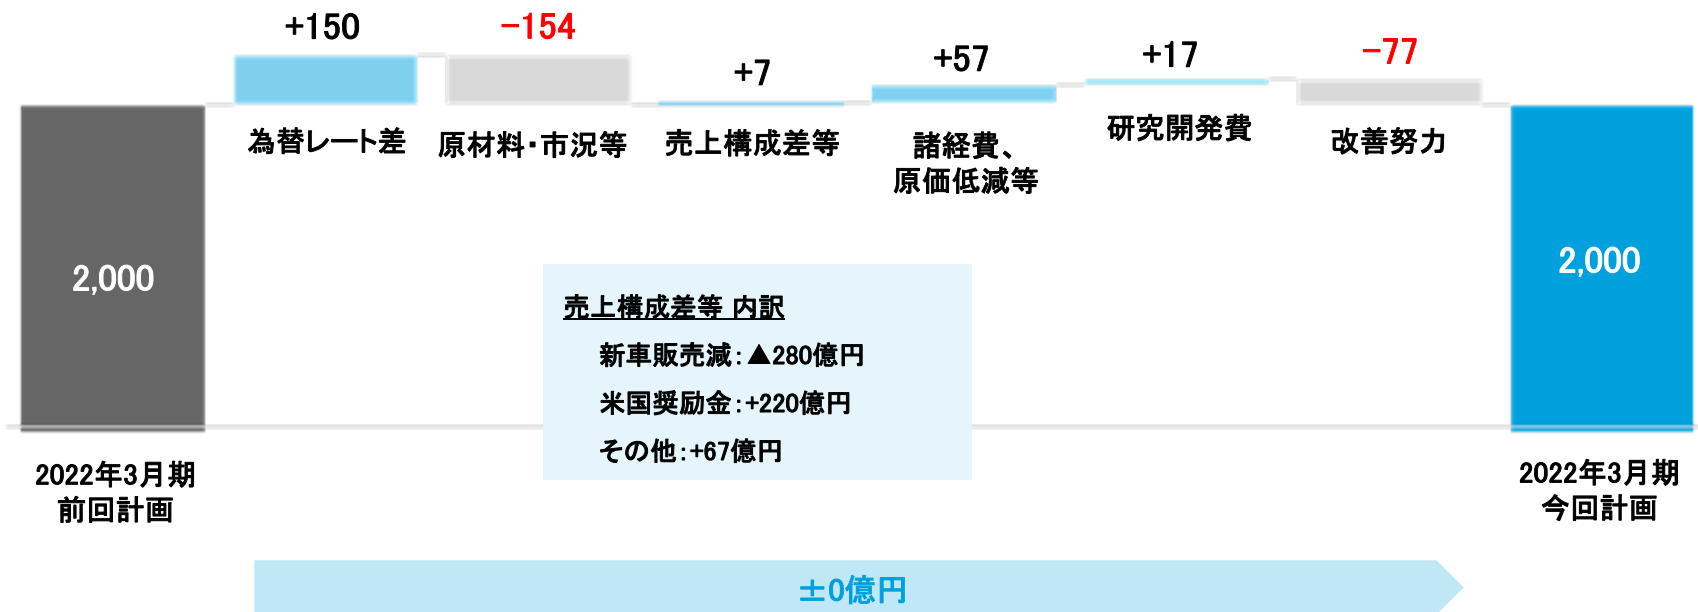 +150
-154
+7
+57
+17
-77
為替レート差
原材料・市況等
売上構成差等
諸経費、
原価低減等
研究開発費
改善努力
2,000
2,000
売上構成差等 内訳
新車販売減：▲280億円
米国奨励金：+220億円
その他：+67億円
2022年3月期
前回計画
2022年3月期
今回計画
±0億円